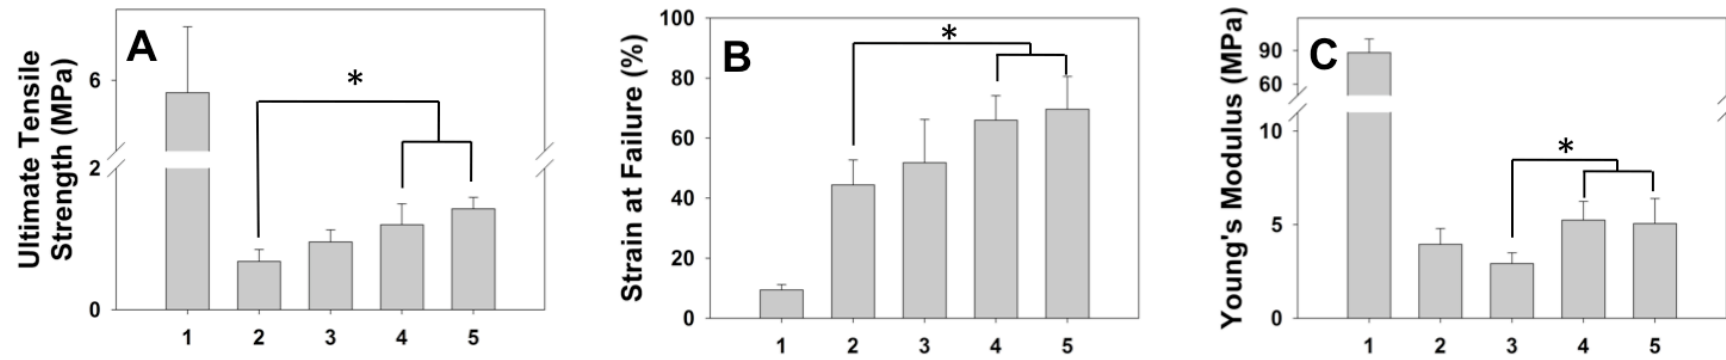 A
Ultimate Tensile
Strength (MPa)
6
2
0
*
1 2 3 4 5
B
Strain at Failure (%)
100
80
60
40
20
0
*
1 2 3 4 5
C
Young's Modulus (MPa)
90
60
10
5
0
*
1 2 3 4 5